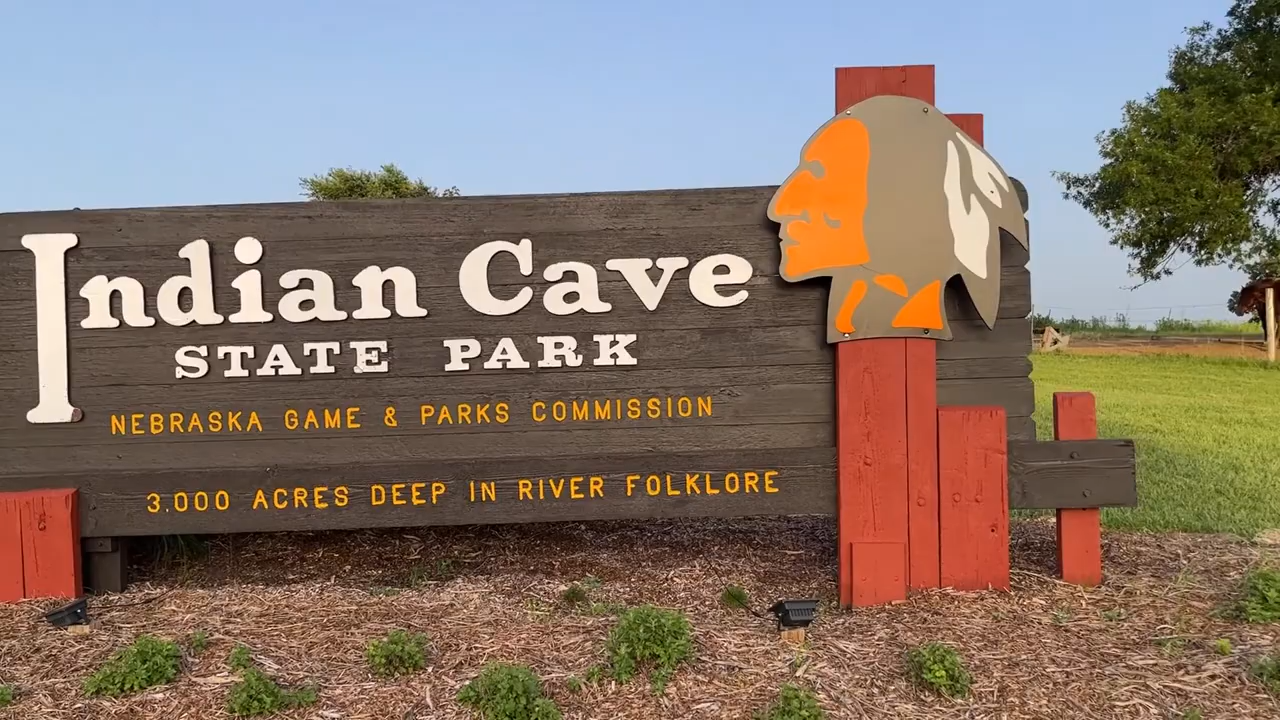 Indian Cave
STATE PARK
NEBRASKA GAME & PARKS COMMISSION
3,000 ACRES DEEP IN RIVER FOLKLORE